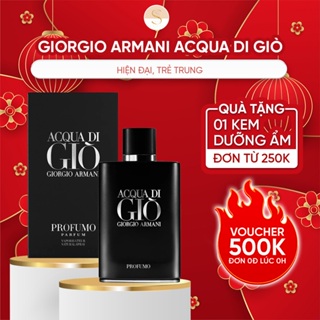 GIORGIO ARMANI ACQUA DI GIÒ
HIỆN ĐẠI, TRẺ TRUNG
QUÀ TẶNG
01 KEM
DƯỠNG ẨM
ĐƠN TỪ 250K
ACQUA DI
GIÒ
GIORGIO ARMANI
PROFUMO
PARFUM
ACQUA DI
GIÒ
GIORGIO ARMANI
PROFUMO
VOUCHER
500K
ĐƠN 0Đ LÚC 0H